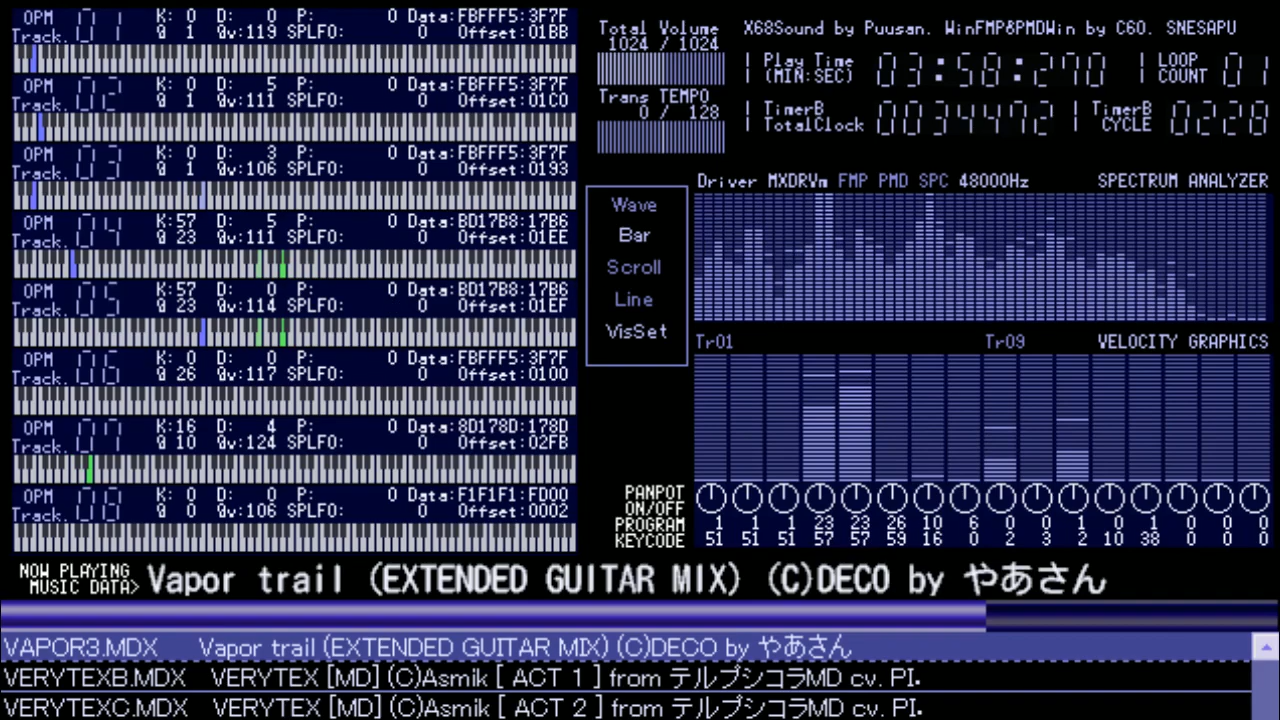 OPM K: 0 D: 0 P: 0 Data:FBFFF5:3F7F
Track. 01 @ 1 @v:119 SPLFO: 0 Offset:01BB
OPM K: 0 D: 5 P: 0 Data:FBFFF5:3F7F
Track. 02 @ 1 @v:111 SPLFO: 0 Offset:01C0
OPM K: 0 D: 3 P: 0 Data:FBFFF5:3F7F
Track. 03 @ 1 @v:106 SPLFO: 0 Offset:0193
OPM K:57 D: 5 P: 0 Data:BD17B8:17B6
Track. 04 @ 23 @v:111 SPLFO: 0 Offset:01EE
OPM K:57 D: 0 P: 0 Data:BD17B8:17B6
Track. 05 @ 23 @v:114 SPLFO: 0 Offset:01EF
OPM K: 0 D: 0 P: 0 Data:FBFFF5:3F7F
Track. 06 @ 26 @v:117 SPLFO: 0 Offset:0100
OPM K:16 D: 4 P: 0 Data:8D178D:178D
Track. 07 @ 10 @v:124 SPLFO: 0 Offset:02FB
OPM K: 0 D: 0 P: 0 Data:F1F1F1:FD00
Track. 08 @ 0 @v:106 SPLFO: 0 Offset:0002
Total Volume
1024 / 1024
Trans TEMPO
0 / 128
X68Sound by Puusan. WinFMP&PMDWin by C60. SNESAPU
Play Time
(MIN:SEC) 03:58:270
LOOP
COUNT 01
TimerB
TotalClock 0034472
TimerB
CYCLE 0228
Wave
Bar
Scroll
Line
VisSet
Driver MXDRVm FMP PMD SPC 48000Hz SPECTRUM ANALYZER
Tr01 Tr09 VELOCITY GRAPHICS
PANPOT
ON/OFF
PROGRAM 1 1 1 23 23 26 10 6 0 0 1 0 1 0 0 0
KEYCODE 51 51 51 57 57 59 16 0 2 3 2 10 38 0 0 0
NOW PLAYING
MUSIC DATA> Vapor trail (EXTENDED GUITAR MIX) (C)DECO by やあさん
VAPOR3.MDX Vapor trail (EXTENDED GUITAR MIX) (C)DECO by やあさん
VERYTEXB.MDX VERYTEX [MD] (C)Asmik [ ACT 1 ] from テルプシコラMD cv. PI.
VERYTEXC.MDX VERYTEX [MD] (C)Asmik [ ACT 2 ] from テルプシコラMD cv. PI.